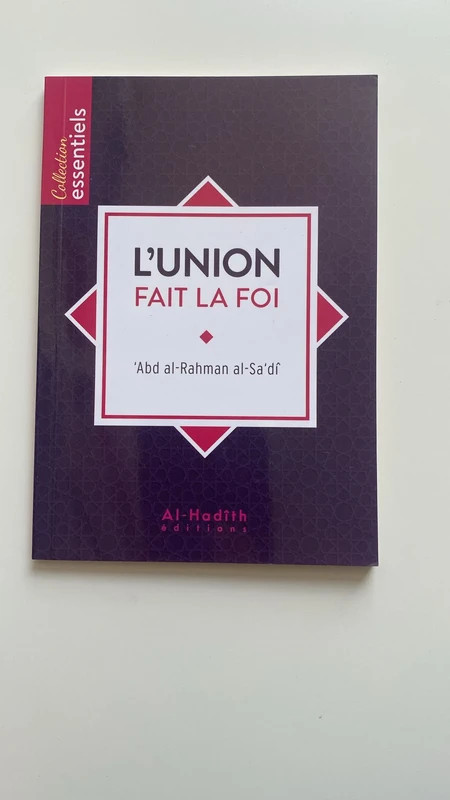 Collection
essentiels
L'UNION
FAIT LA FOI
'Abd al-Rahman al-Sa'dî
Al-Hadîth
éditions